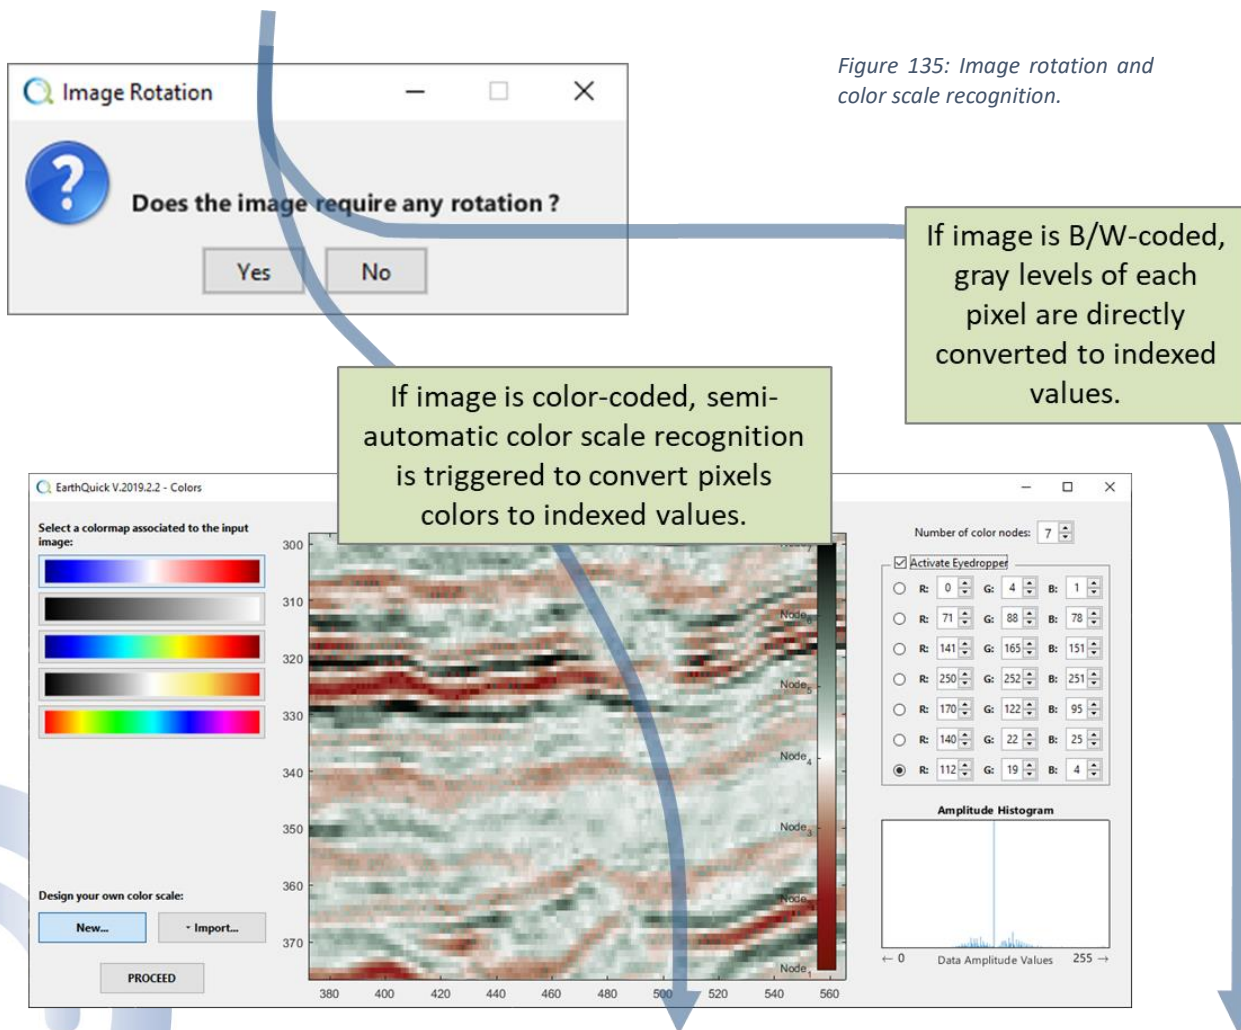 Figure 135: Image rotation and
color scale recognition.
Image Rotation
Does the image require any rotation ?
Yes
No
If image is B/W-coded,
gray levels of each
pixel are directly
converted to indexed
values.
If image is color-coded, semi-
automatic color scale recognition
is triggered to convert pixels
colors to indexed values.
EarthQuick V.2019.2.2 - Colors
Select a colormap associated to the input
image:
Design your own color scale:
New...
Import...
PROCEED
300
310
320
330
340
350
360
370
380 400 420 440 460 480 500 520 540 560
Node6
Node5
Node4
Node3
Node
Node1
Number of color nodes: 7
Activate Eyedropper
R: 0 G: 4 B: 1
R: 71 G: 88 B: 78
R: 141 G: 165 B: 151
R: 250 G: 252 B: 251
R: 170 G: 122 B: 95
R: 140 G: 22 B: 25
R: 112 G: 19 B: 4
Amplitude Histogram
← 0 Data Amplitude Values 255 →